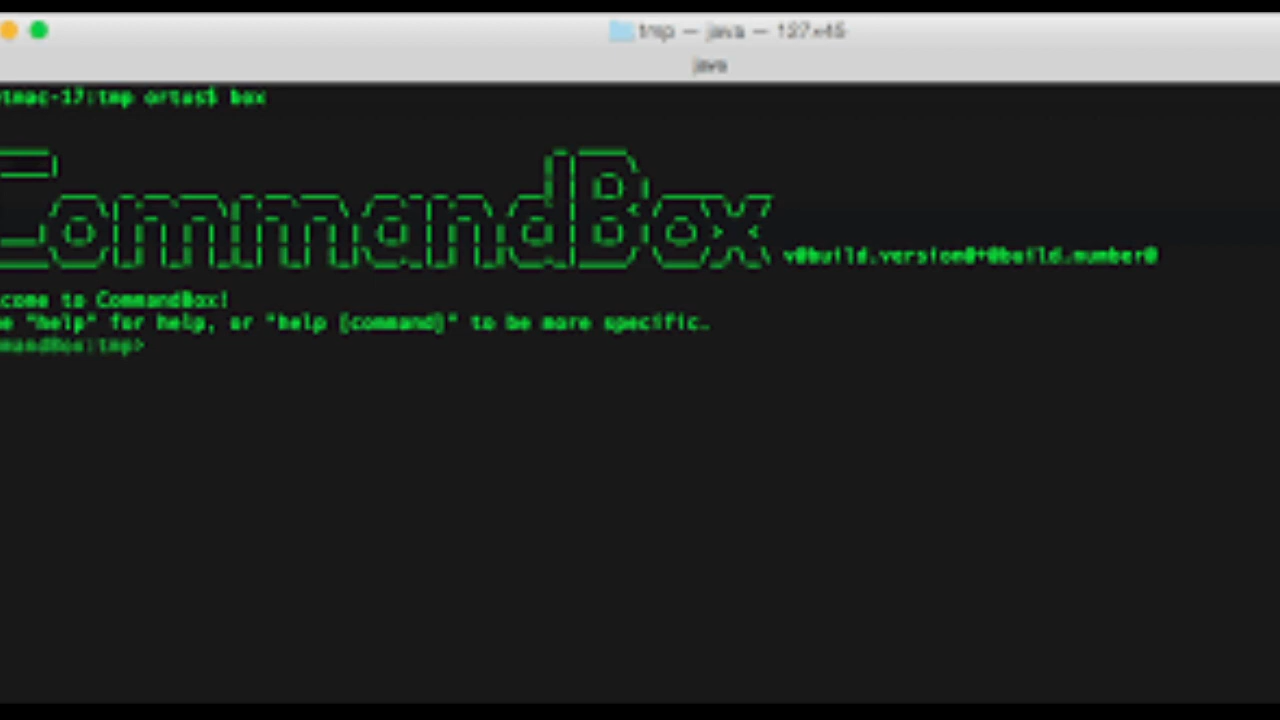 tmp — java — 127×45
java
tmac-17:tmp ortus$ box
CommandBox v@build.version@+@build.number@
come to CommandBox!
e "help" for help, or "help [command]" to be more specific.
mandBox:tmp>